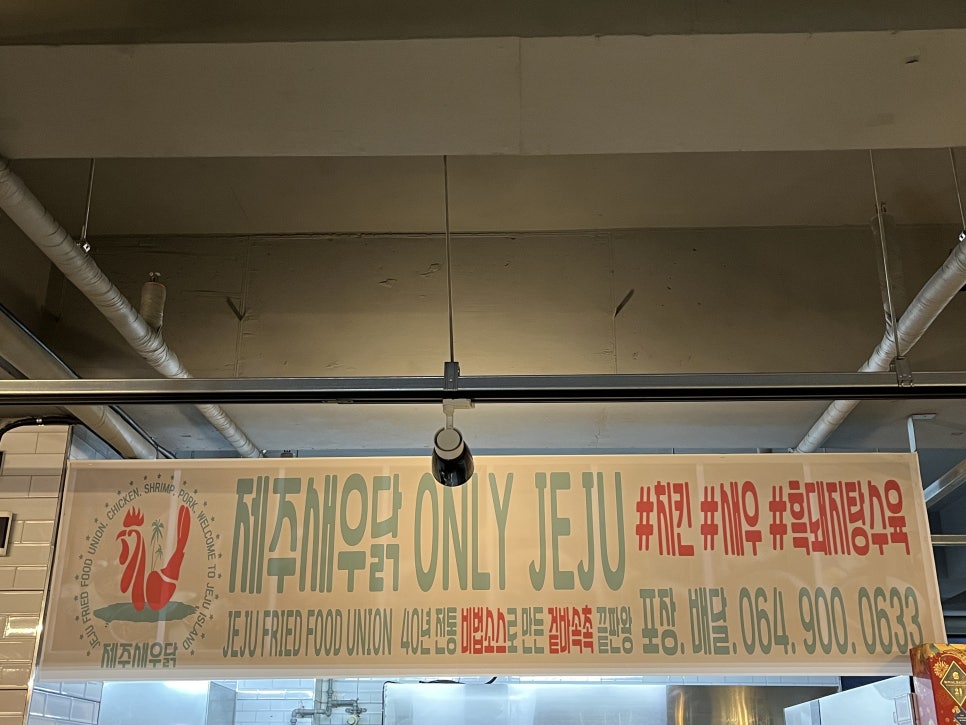 JEJU FRIED FOOD UNION. CHICKEN. SHRIMP. PORK. WELCOME TO JEJU ISLAND
제주새우닭
제주새우닭 ONLY JEJU #치킨 #새우 #흑돼지탕수육
JEJU FRIED FOOD UNION 40년 전통 비법소스로 만든 겉바속촉 끝판왕 포장. 배달. 064. 900. 0633